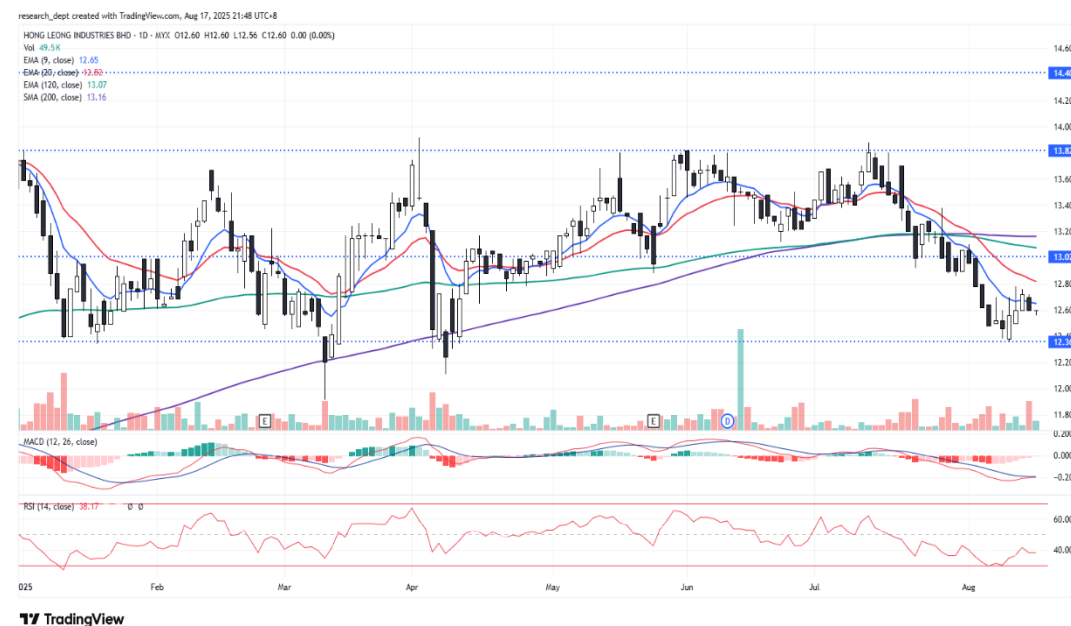 research_dept created with TradingView.com, Aug 17, 2025 21:48 UTC+8
HONG LEONG INDUSTRIES BHD · 1D · MYX O12.60 H12.60 L12.56 C12.60 0.00 (0.00%)
Vol 49.5K
EMA (9, close) 12.65
EMA (20, close) 12.82
EMA (120, close) 13.07
SMA (200, close) 13.16
14.60
14.40
14.20
14.00
13.82
13.60
13.40
13.20
13.02
12.80
12.60
12.40
12.36
12.20
12.00
11.80
E
E
D
MACD (12, 26, close)
0.200
0.000
−0.20
RSI (14, close) 38.17 Ø Ø
60.00
40.00
025 Feb Mar Apr May Jun Jul Aug
TradingView